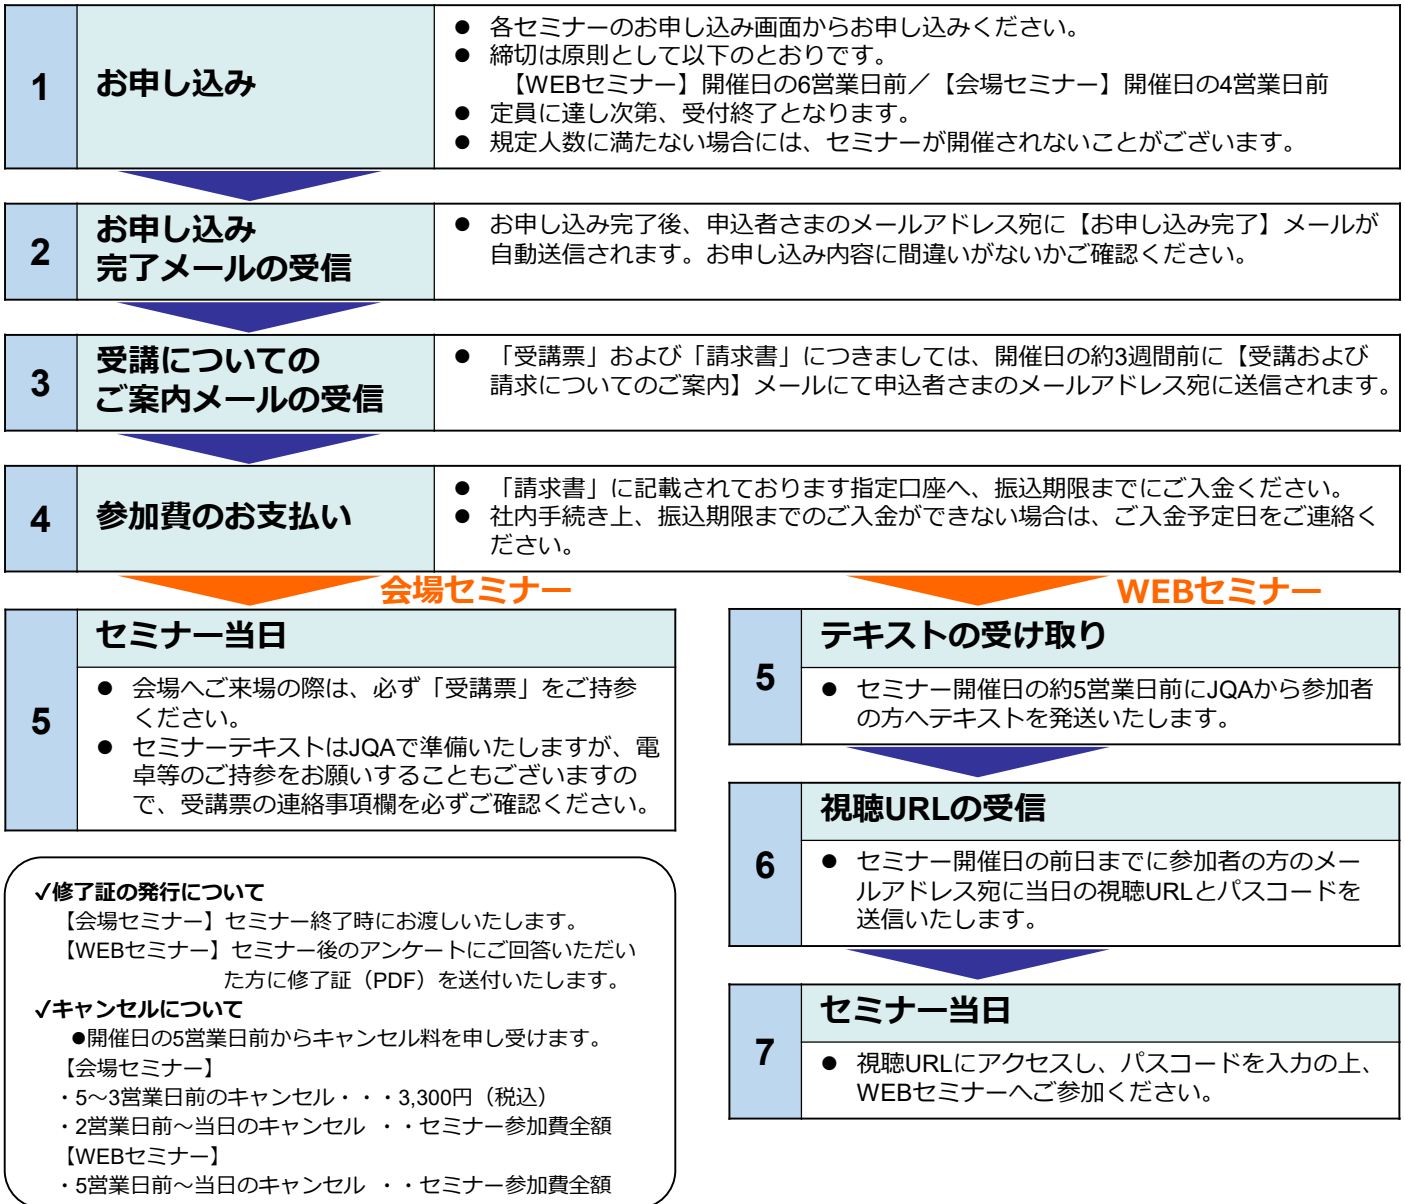 1
お申し込み
● 各セミナーのお申し込み画面からお申し込みください。
● 締切は原則として以下のとおりです。
【WEBセミナー】開催日の6営業日前／【会場セミナー】開催日の4営業日前
● 定員に達し次第、受付終了となります。
● 規定人数に満たない場合には、セミナーが開催されないことがございます。
2
お申し込み
完了メールの受信
● お申し込み完了後、申込者さまのメールアドレス宛に【お申し込み完了】メールが
自動送信されます。お申し込み内容に間違いがないかご確認ください。
3
受講についての
ご案内メールの受信
● 「受講票」および「請求書」につきましては、開催日の約3週間前に【受講および
請求についてのご案内】メールにて申込者さまのメールアドレス宛に送信されます。
4
参加費のお支払い
● 「請求書」に記載されております指定口座へ、振込期限までにご入金ください。
● 社内手続き上、振込期限までのご入金ができない場合は、ご入金予定日をご連絡く
ださい。
会場セミナー
5
セミナー当日
● 会場へご来場の際は、必ず「受講票」をご持参
ください。
● セミナーテキストはJQAで準備いたしますが、電
卓等のご持参をお願いすることもございますの
で、受講票の連絡事項欄を必ずご確認ください。
WEBセミナー
5
テキストの受け取り
● セミナー開催日の約5営業日前にJQAから参加者
の方へテキストを発送いたします。
6
視聴URLの受信
● セミナー開催日の前日までに参加者の方のメー
ルアドレス宛に当日の視聴URLとパスコードを
送信いたします。
7
セミナー当日
● 視聴URLにアクセスし、パスコードを入力の上、
WEBセミナーへご参加ください。
✓修了証の発行について
【会場セミナー】セミナー終了時にお渡しいたします。
【WEBセミナー】セミナー後のアンケートにご回答いただい
た方に修了証（PDF）を送付いたします。
✓キャンセルについて
●開催日の5営業日前からキャンセル料を申し受けます。
【会場セミナー】
・5～3営業日前のキャンセル・・・3,300円（税込）
・2営業日前～当日のキャンセル ・・セミナー参加費全額
【WEBセミナー】
・5営業日前～当日のキャンセル ・・セミナー参加費全額